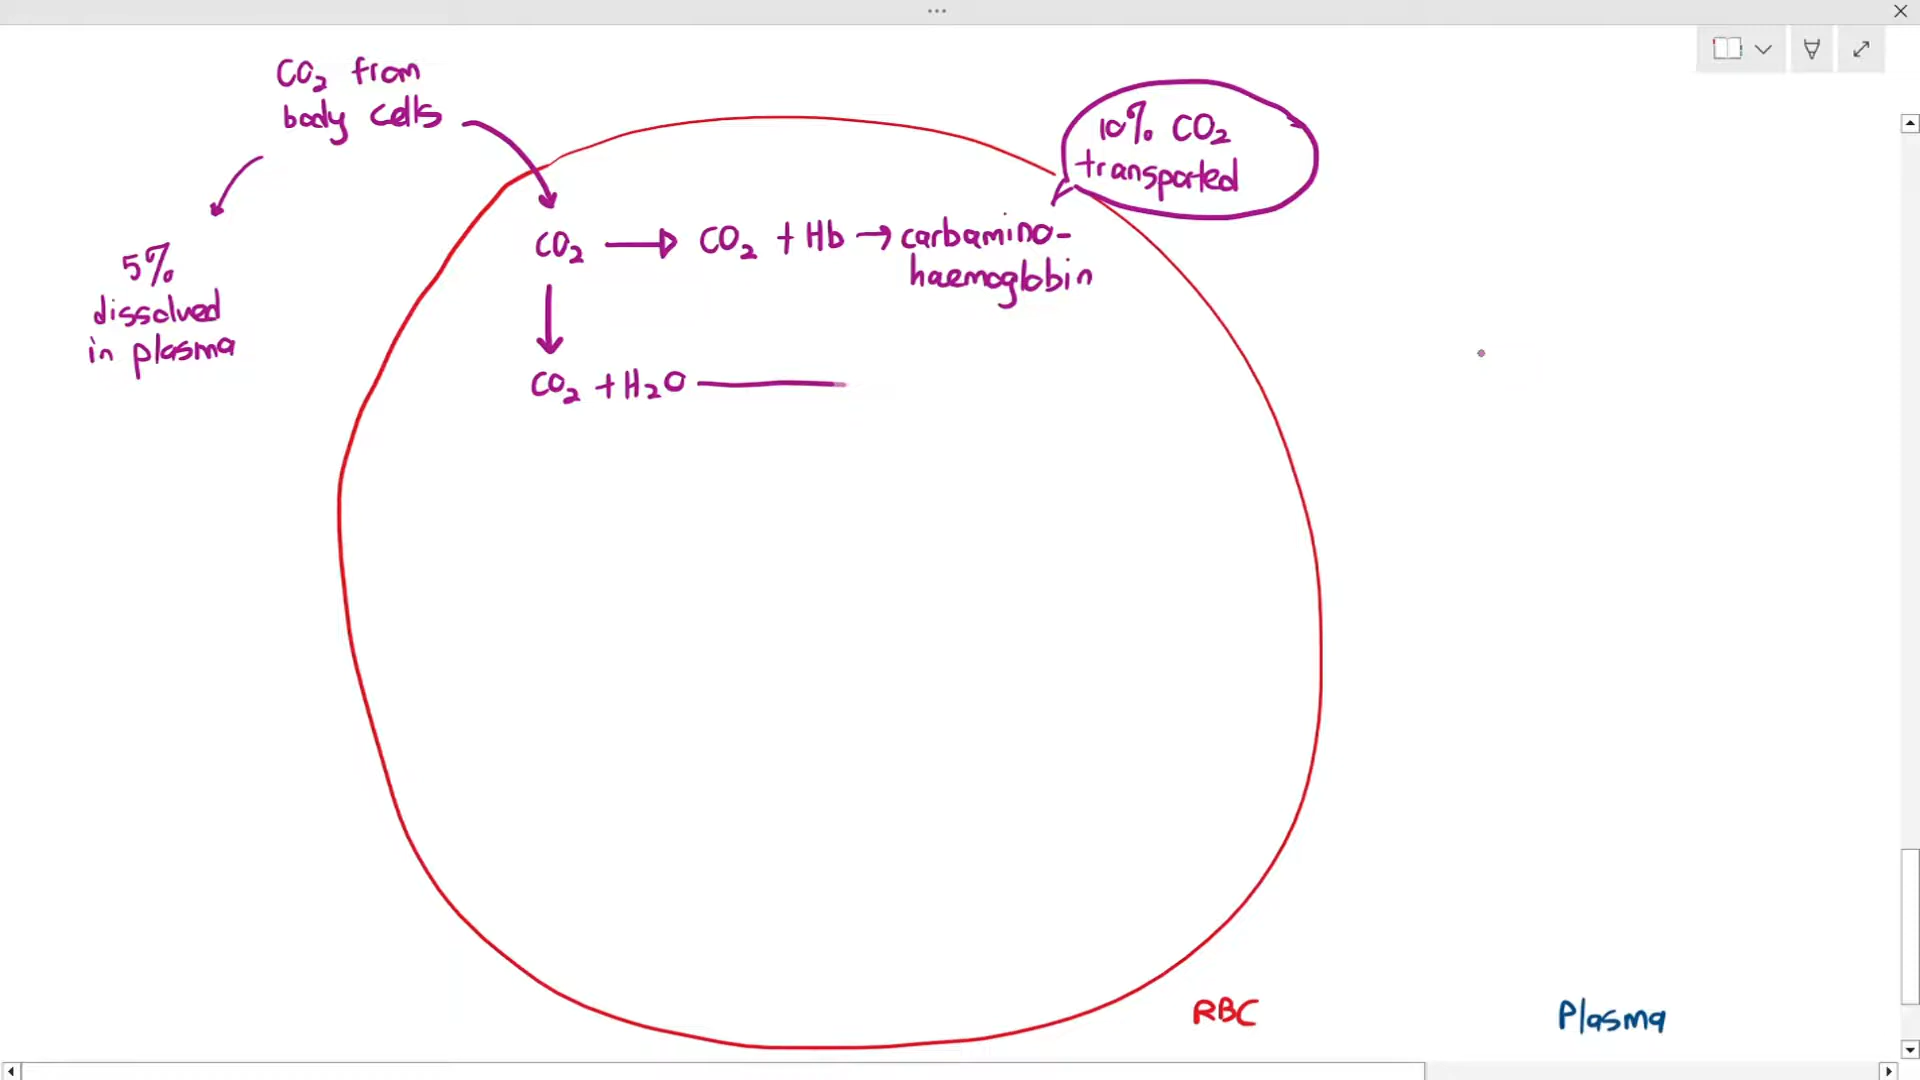 CO₂ from
body cells
10% CO₂
transported
5%
dissolved
in plasma
CO₂ → CO₂ + Hb → carbamino-
haemoglobin
CO₂ + H₂O
RBC
Plasma